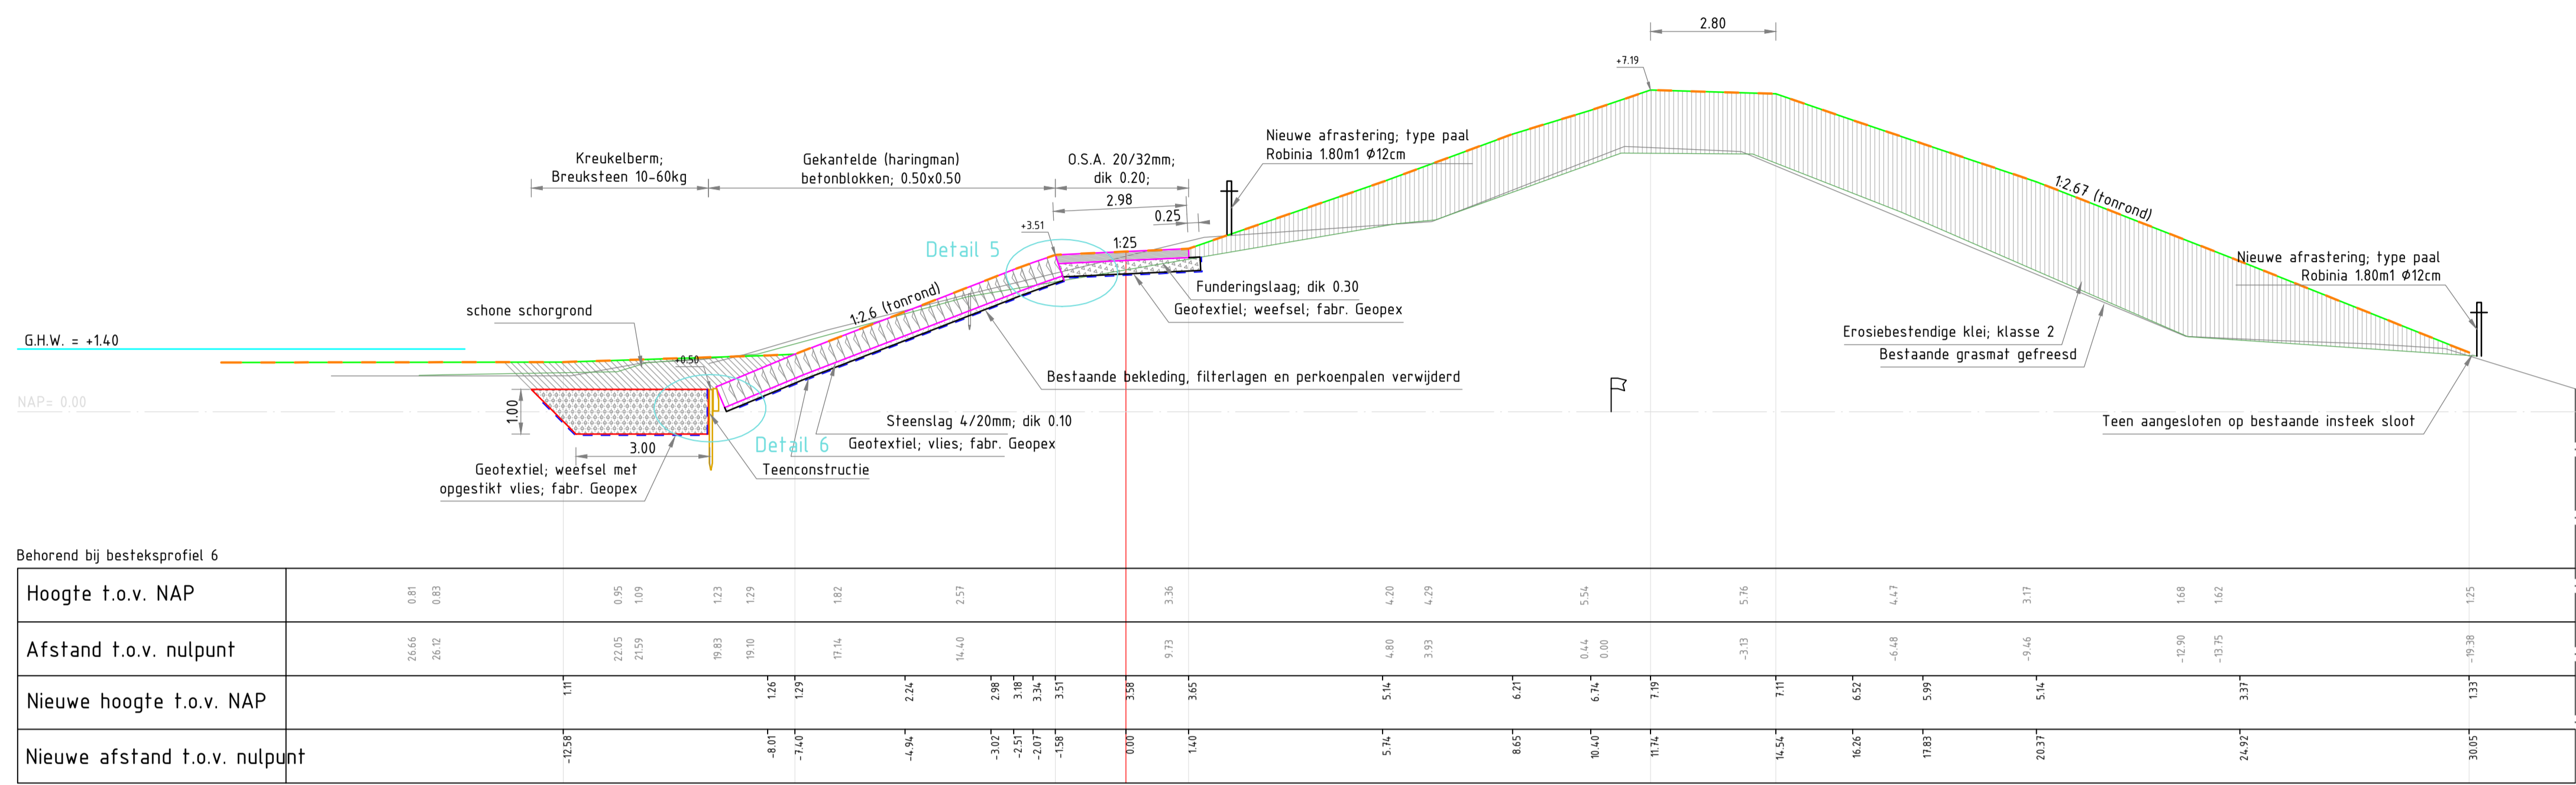 2.80
+7.19
Nieuwe afrastering; type paal
Robinia 1.80m1 Ø12cm
Kreukelberm;
Breuksteen 10-60kg
Gekantelde (haringman)
betonblokken; 0.50x0.50
O.S.A. 20/32mm;
dik 0.20;
2.98
0.25
+3.51
1:25
Detail 5
1:2.67 (tonrond)
Nieuwe afrastering; type paal
Robinia 1.80m1 Ø12cm
1:2.6 (tonrond)
Funderingslaag; dik 0.30
Geotextiel; weefsel; fabr. Geopex
schone schorgrond
G.H.W. = +1.40
Erosiebestendige klei; klasse 2
Bestaande grasmat gefreesd
+0.50
Bestaande bekleding, filterlagen en perkoenpalen verwijderd
NAP= 0.00
1.00
Steenslag 4/20mm; dik 0.10
Teen aangesloten op bestaande insteek sloot
Detail 6
Geotextiel; vlies; fabr. Geopex
3.00
Geotextiel; weefsel met
opgestikt vlies; fabr. Geopex
Teenconstructie
Behorend bij besteksprofiel 6
Hoogte t.o.v. NAP 0.81 0.83 0.95 1.09 1.23 1.29 1.82 2.57 3.36 4.20 4.29 5.54 5.76 4.47 3.17 1.68 1.62 1.25
Afstand t.o.v. nulpunt 26.66 26.12 22.05 21.59 19.83 19.10 17.14 14.40 9.73 4.80 3.93 0.44 0.00 -3.13 -6.48 -9.46 -12.90 -13.75 -19.38
Nieuwe hoogte t.o.v. NAP 1.11 1.26 1.29 2.24 2.98 3.18 3.34 3.51 3.58 3.65 5.14 6.21 6.74 7.19 7.11 6.52 5.99 5.14 3.37 1.33
Nieuwe afstand t.o.v. nulpunt -12.58 -8.01 -7.40 -4.94 -3.02 -2.51 -2.07 -1.58 0.00 1.40 5.74 8.65 10.40 11.74 14.54 16.26 17.83 20.37 24.92 30.05